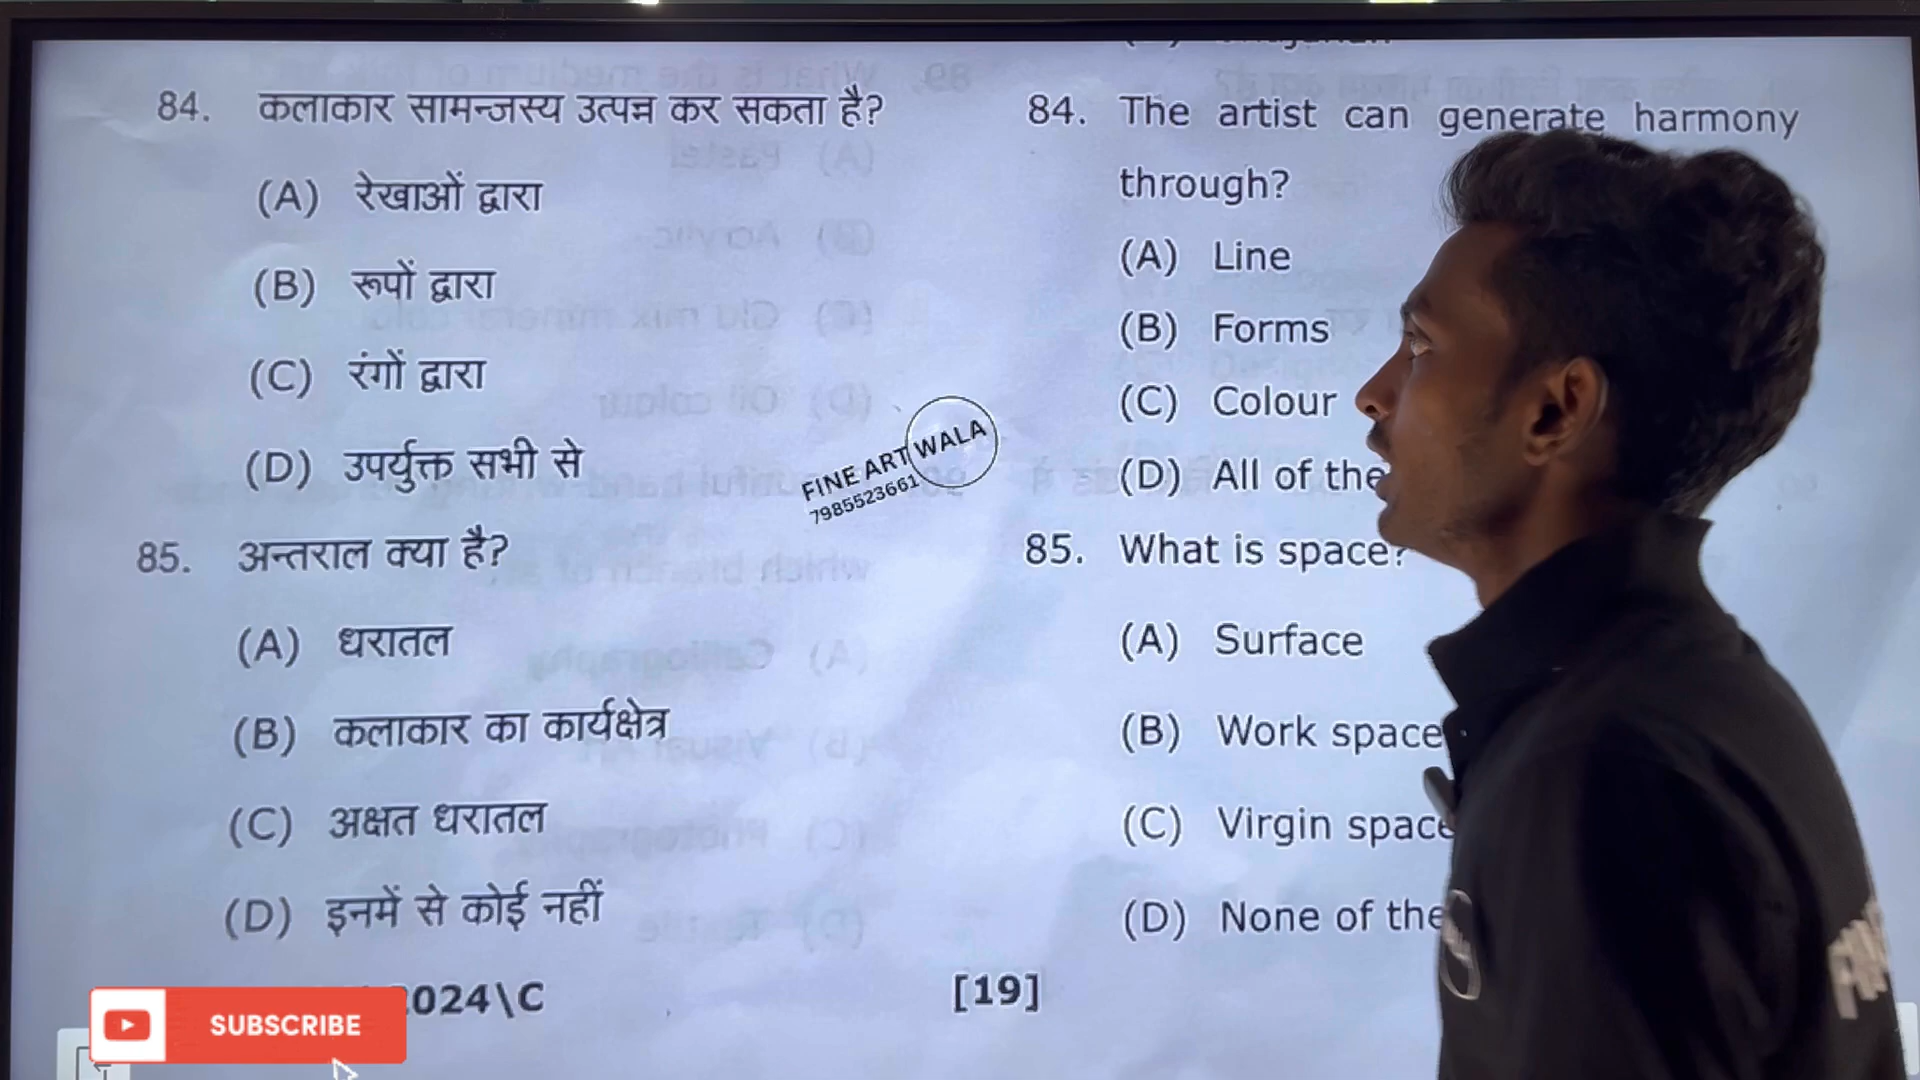 84. कलाकार सामन्जस्य उत्पन्न कर सकता है?
(A) रेखाओं द्वारा
(B) रूपों द्वारा
(C) रंगों द्वारा
(D) उपर्युक्त सभी से
85. अन्तराल क्या है?
(A) धरातल
(B) कलाकार का कार्यक्षेत्र
(C) अक्षत धरातल
(D) इनमें से कोई नहीं
2024\C
[19]
84. The artist can generate harmony
through?
(A) Line
(B) Forms
(C) Colour
(D) All of the
85. What is space?
(A) Surface
(B) Work space
(C) Virgin space
(D) None of the
FINE ART WALA
7985523661
SUBSCRIBE